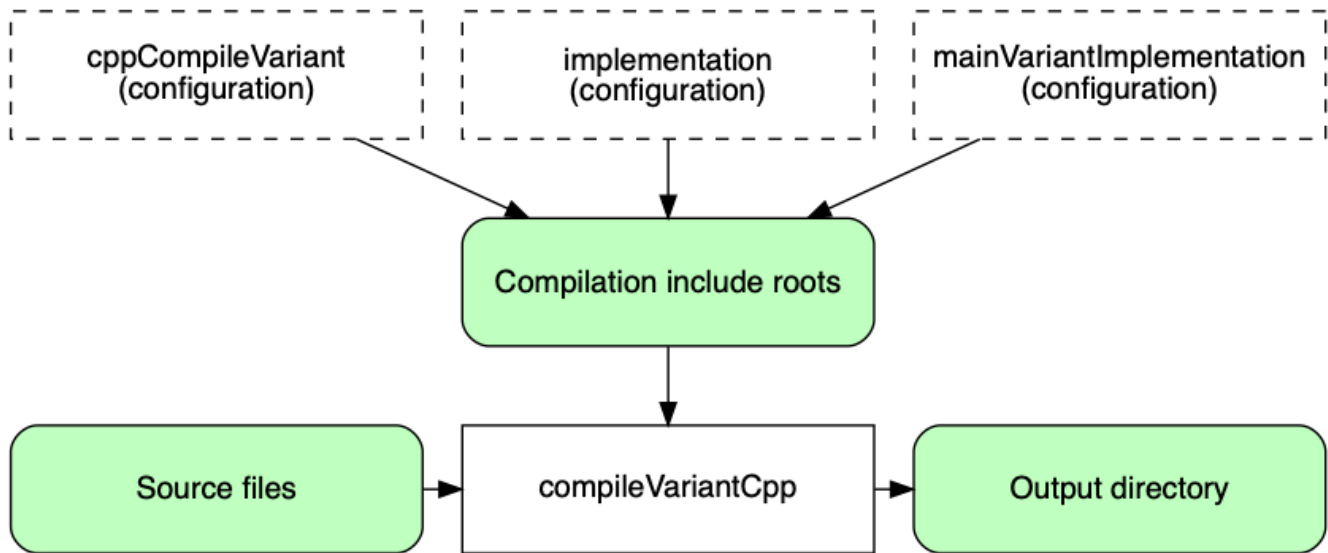 cppCompileVariant
(configuration)
implementation
(configuration)
mainVariantImplementation
(configuration)
Compilation include roots
Source files
compileVariantCpp
Output directory